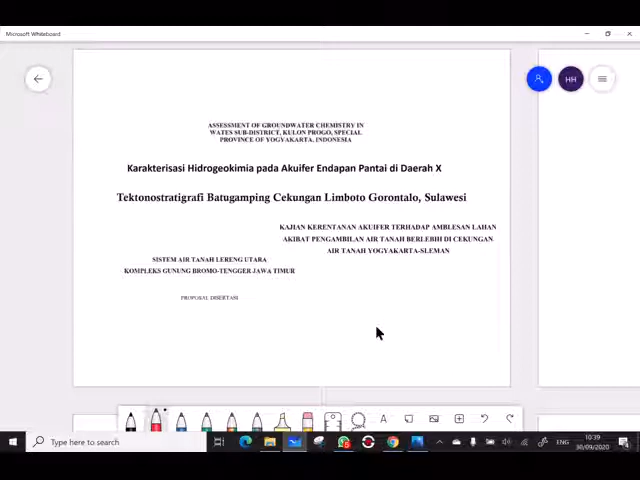 Microsoft Whiteboard
HH
ASSESSMENT OF GROUNDWATER CHEMISTRY IN
WATES SUB-DISTRICT, KULON PROGO, SPECIAL
PROVINCE OF YOGYAKARTA, INDONESIA
Karakterisasi Hidrogeokimia pada Akuifer Endapan Pantai di Daerah X
Tektonostratigrafi Batugamping Cekungan Limboto Gorontalo, Sulawesi
KAJIAN KERENTANAN AKUIFER TERHADAP AMBLESAN LAHAN
AKIBAT PENGAMBILAN AIR TANAH BERLEBIH DI CEKUNGAN
AIR TANAH YOGYAKARTA-SLEMAN
SISTEM AIR TANAH LERENG UTARA
KOMPLEKS GUNUNG BROMO-TENGGER JAWA TIMUR
PROPOSAL DISERTASI
A
Type here to search
ENG
10:39
30/09/2020